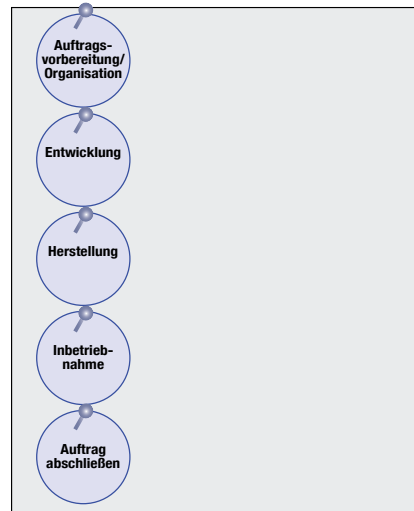 Auftrags-
vorbereitung/
Organisation
Entwicklung
Herstellung
Inbetrieb-
nahme
Auftrag
abschließen